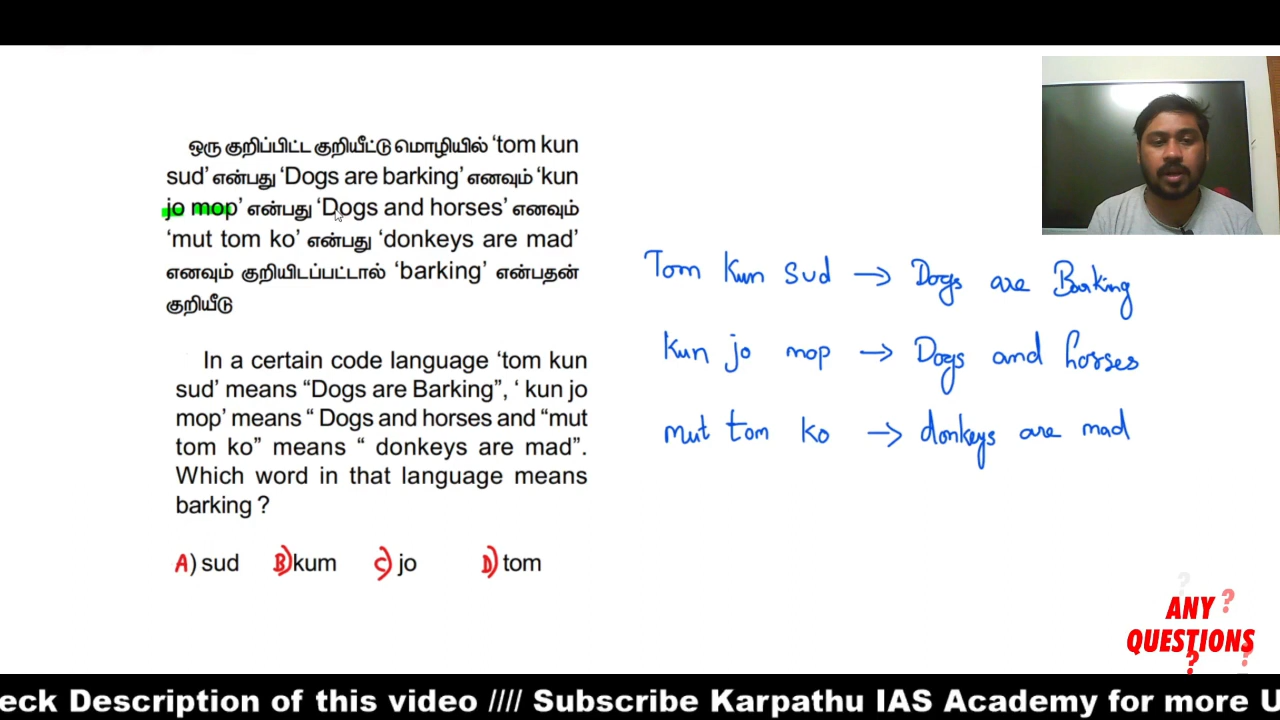 ஒரு குறிப்பிட்ட குறியீட்டு மொழியில் ‘tom kun
sud’ என்பது ‘Dogs are barking’ எனவும் ‘kun
jo mop’ என்பது ‘Dogs and horses’ எனவும்
‘mut tom ko’ என்பது ‘donkeys are mad’
எனவும் குறியிடப்பட்டால் ‘barking’ என்பதன்
குறியீடு
In a certain code language ‘tom kun
sud’ means “Dogs are Barking”, ‘ kun jo
mop’ means “ Dogs and horses and “mut
tom ko” means “ donkeys are mad”.
Which word in that language means
barking ?
A) sud B) kum C) jo D) tom
Tom Kun Sud → Dogs are Barking
Kun jo mop → Dogs and horses
mut tom ko → donkeys are mad
ANY
QUESTIONS
eck Description of this video //// Subscribe Karpathu IAS Academy for more U